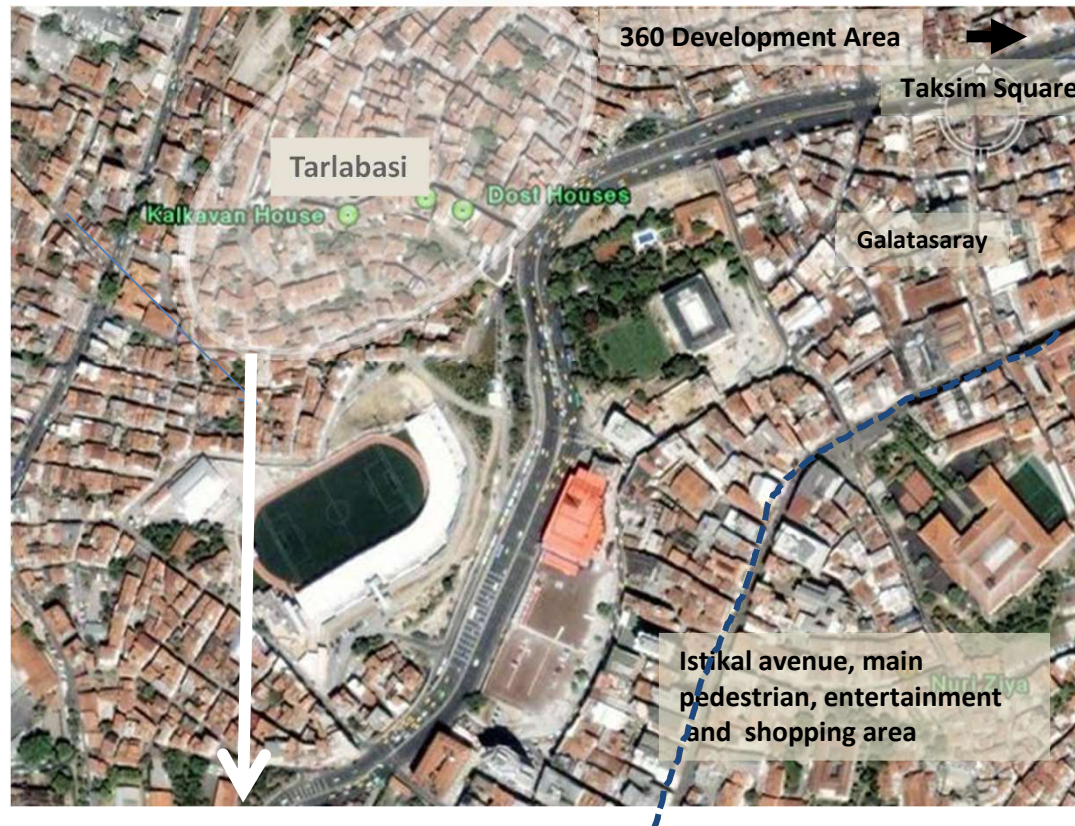 360 Development Area
Taksim Square
Tarlabasi
Kalkavan House
Dost Houses
Galatasaray
Istikal avenue, main
pedestrian, entertainment
and shopping area
Nuri Ziya